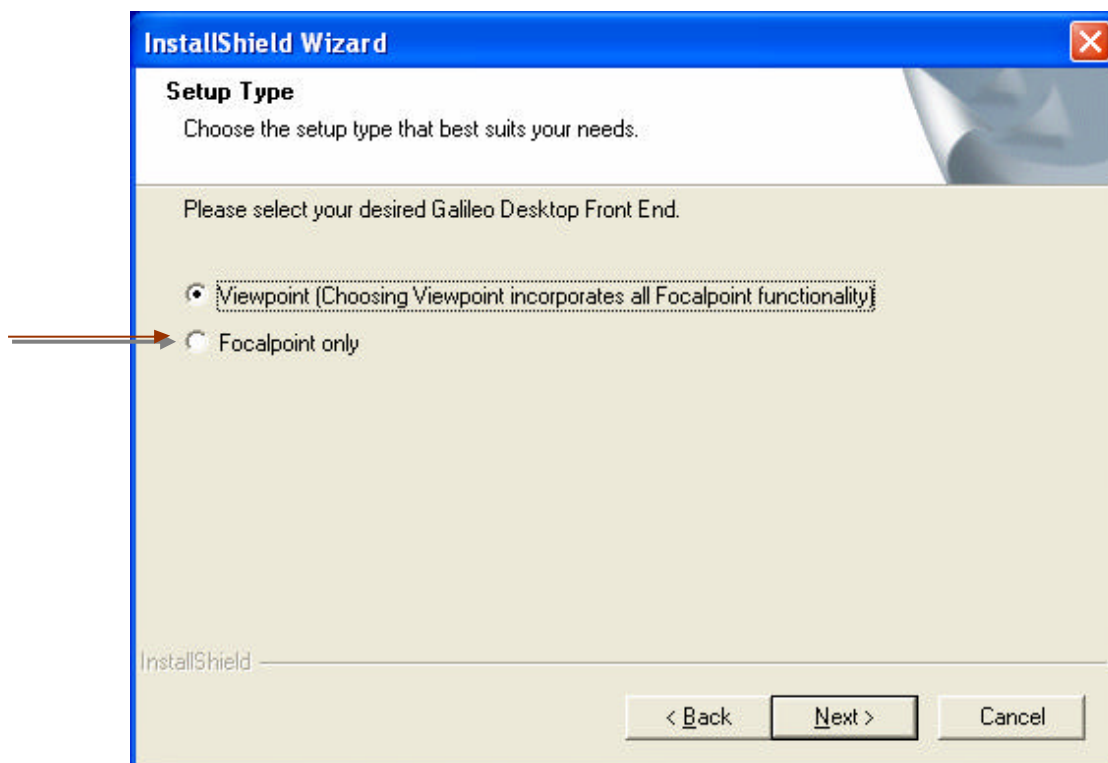 InstallShield Wizard
Setup Type
Choose the setup type that best suits your needs.
Please select your desired Galileo Desktop Front End.
Viewpoint (Choosing Viewpoint incorporates all Focalpoint functionality)
Focalpoint only
InstallShield
< Back Next > Cancel